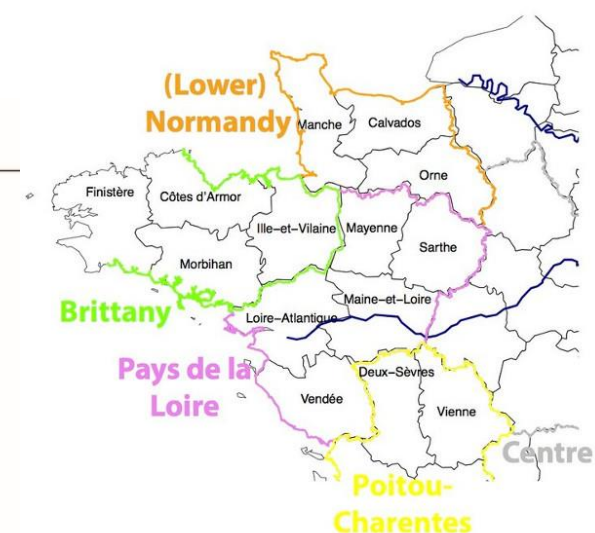 (Lower)
Normandy
Manche
Calvados
Orne
Finistère
Côtes d'Armor
Ille-et-Vilaine
Mayenne
Sarthe
Morbihan
Maine-et-Loire
Brittany
Loire-Atlantique
Pays de la
Loire
Deux-Sèvres
Vendée
Vienne
Centre
Poitou-
Charentes